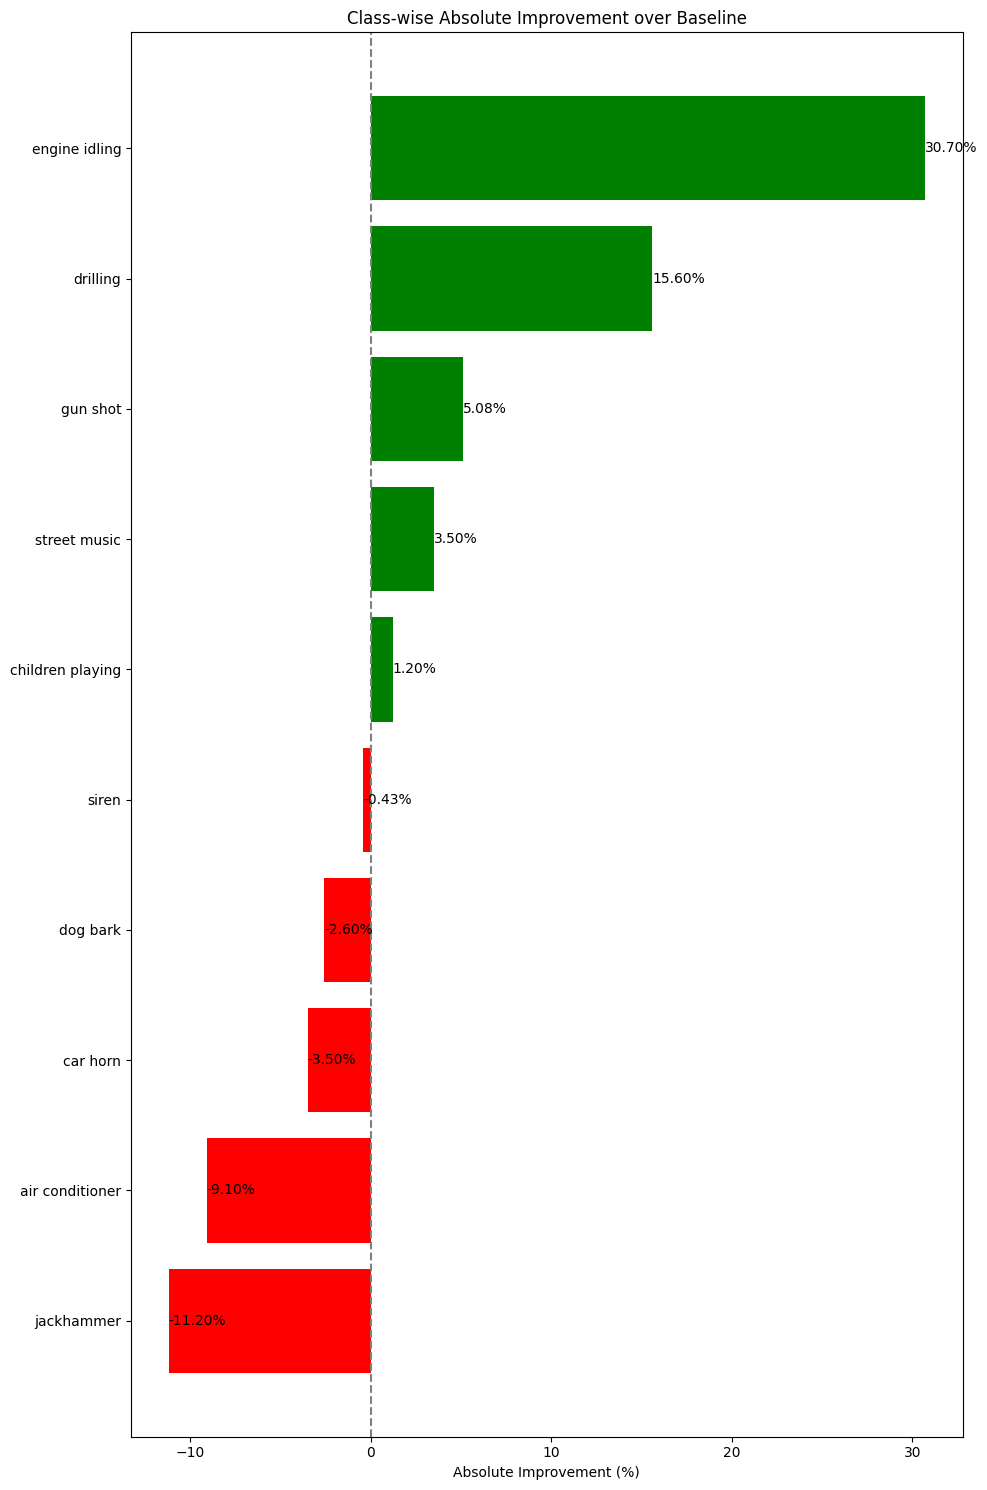 Class-wise Absolute Improvement over Baseline
engine idling
30.70%
drilling
15.60%
gun shot
5.08%
street music
3.50%
children playing
1.20%
siren
-0.43%
dog bark
-2.60%
car horn
-3.50%
air conditioner
-9.10%
jackhammer
-11.20%
−10 0 10 20 30
Absolute Improvement (%)